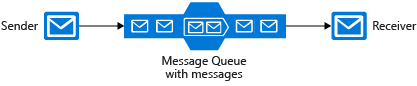 Sender
Receiver
Message Queue
with messages